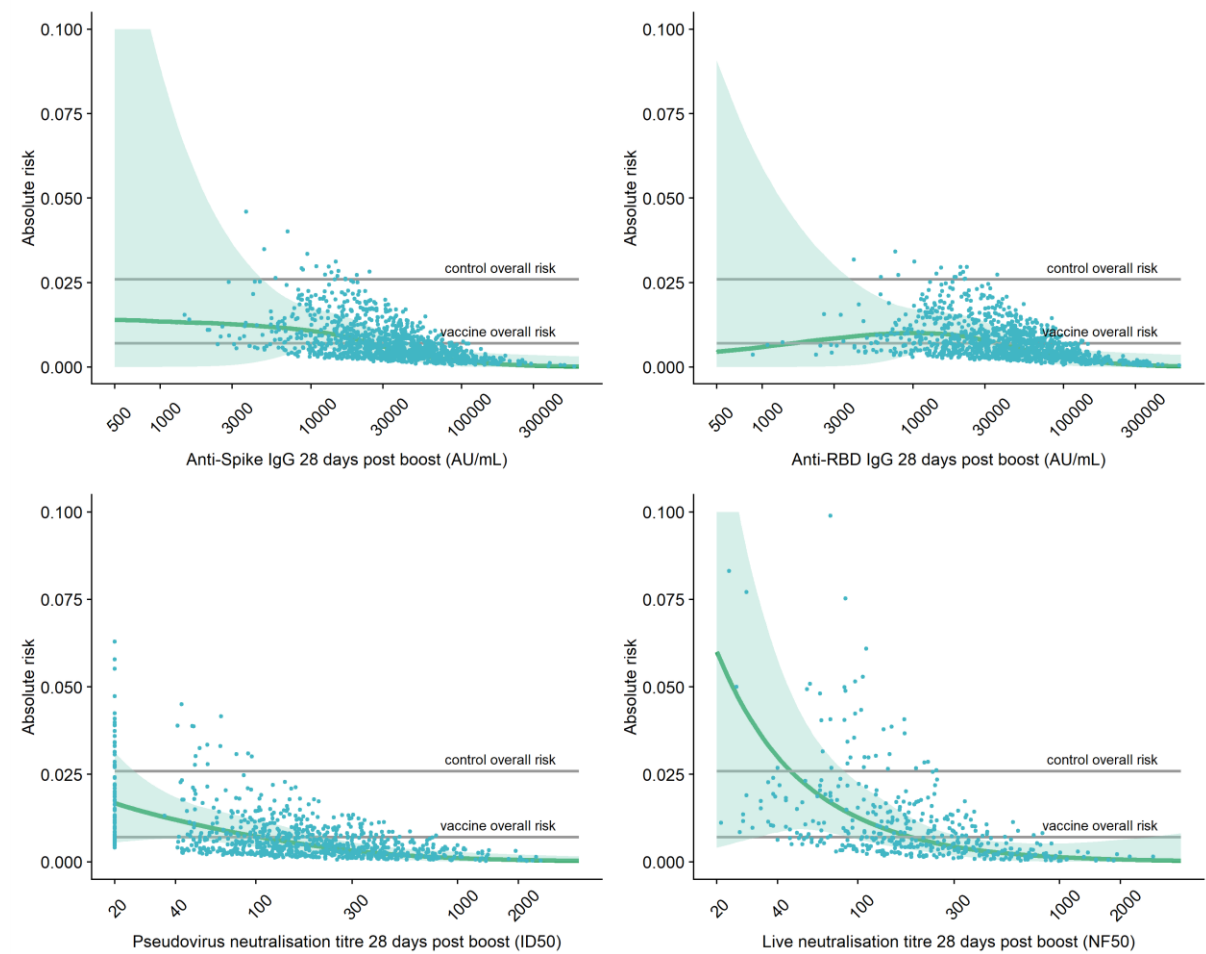 0.100
0.075
0.050
0.025
0.000
Absolute risk
control overall risk
vaccine overall risk
500
1000
3000
10000
30000
100000
300000
Anti-Spike IgG 28 days post boost (AU/mL)
0.100
0.075
0.050
0.025
0.000
Absolute risk
control overall risk
vaccine overall risk
500
1000
3000
10000
30000
100000
300000
Anti-RBD IgG 28 days post boost (AU/mL)
0.100
0.075
0.050
0.025
0.000
Absolute risk
control overall risk
vaccine overall risk
20
40
100
300
1000
2000
Pseudovirus neutralisation titre 28 days post boost (ID50)
0.100
0.075
0.050
0.025
0.000
Absolute risk
control overall risk
vaccine overall risk
20
40
100
300
1000
2000
Live neutralisation titre 28 days post boost (NF50)